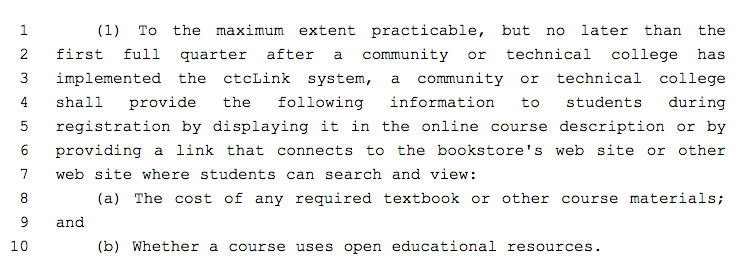 1 (1) To the maximum extent practicable, but no later than the
2 first full quarter after a community or technical college has
3 implemented the ctcLink system, a community or technical college
4 shall provide the following information to students during
5 registration by displaying it in the online course description or by
6 providing a link that connects to the bookstore's web site or other
7 web site where students can search and view:
8 (a) The cost of any required textbook or other course materials;
9 and
10 (b) Whether a course uses open educational resources.